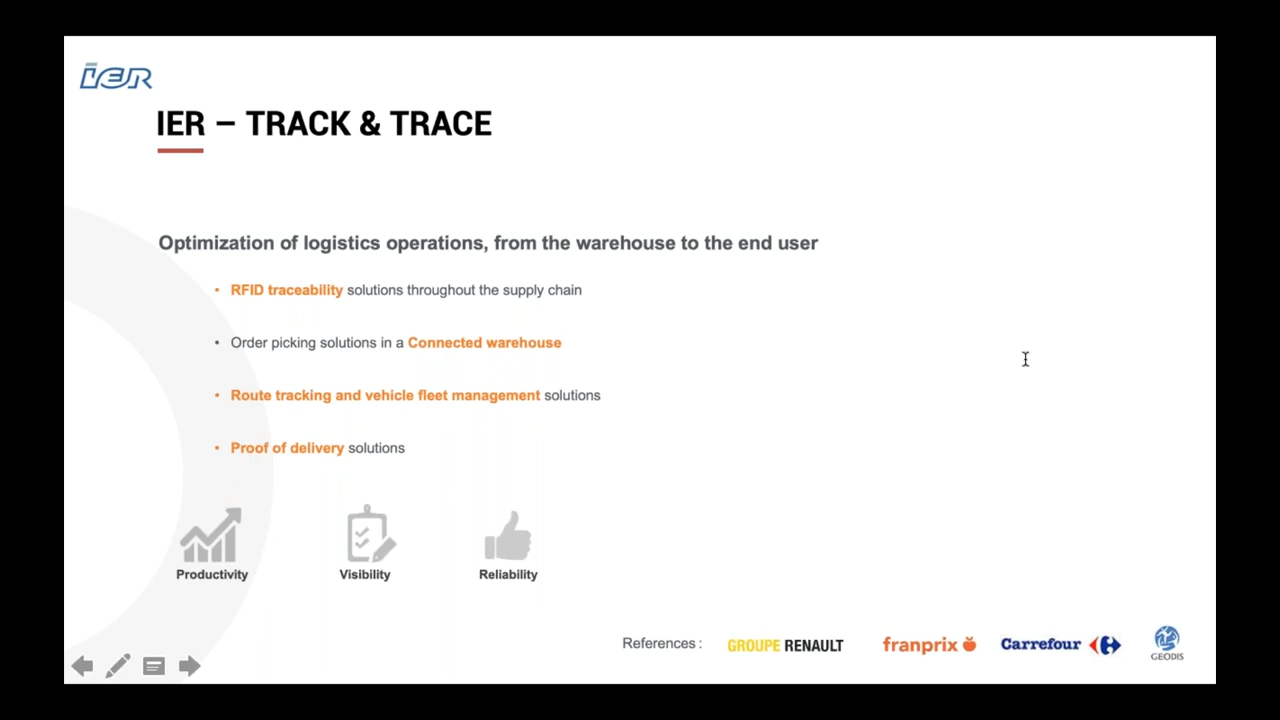 IER
IER – TRACK & TRACE
Optimization of logistics operations, from the warehouse to the end user
• RFID traceability solutions throughout the supply chain
• Order picking solutions in a Connected warehouse
• Route tracking and vehicle fleet management solutions
• Proof of delivery solutions
Productivity Visibility Reliability
References : GROUPE RENAULT franprix Carrefour GEODIS